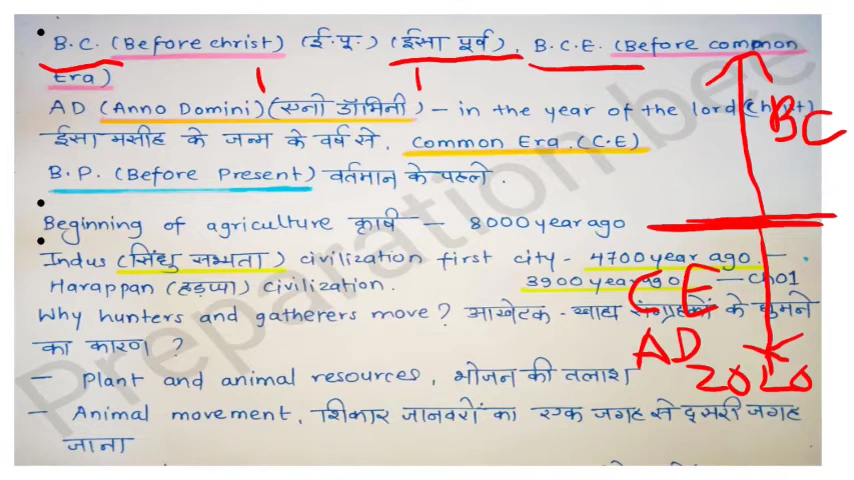 B.C. (Before christ) (ई.पू.) (ईसा पूर्व), B.C.E. (Before common
Era)
AD (Anno Domini) (एनो डॉमिनी) – in the year of the lord (christ)
ईसा मसीह के जन्म के वर्ष से, Common Era. (C.E)
B.P. (Before Present) वर्तमान के पहले.
Beginning of agriculture कृषि – 8000 year ago
Indus (सिंधु सभ्यता) civilization first city - 4700 year ago. –
Harappan (हड़प्पा) civilization. 3900 year ago – ch01
Why hunters and gatherers move? आखेटक - खाद्य संग्राहकों के घुमने
का कारण ?
– Plant and animal resources, भोजन की तलाश
– Animal movement, शिकार जानवरों का एक जगह से दूसरी जगह
जाना
BC
CE
AD
2020
Preparation bee